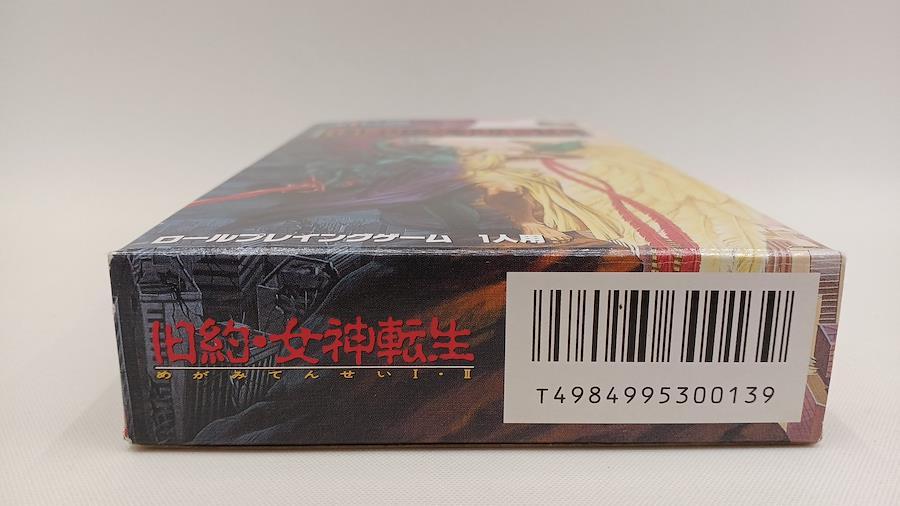 ロールプレイングゲーム 1人用
旧約・女神転生
めがみてんせいI・II
T4984995300139